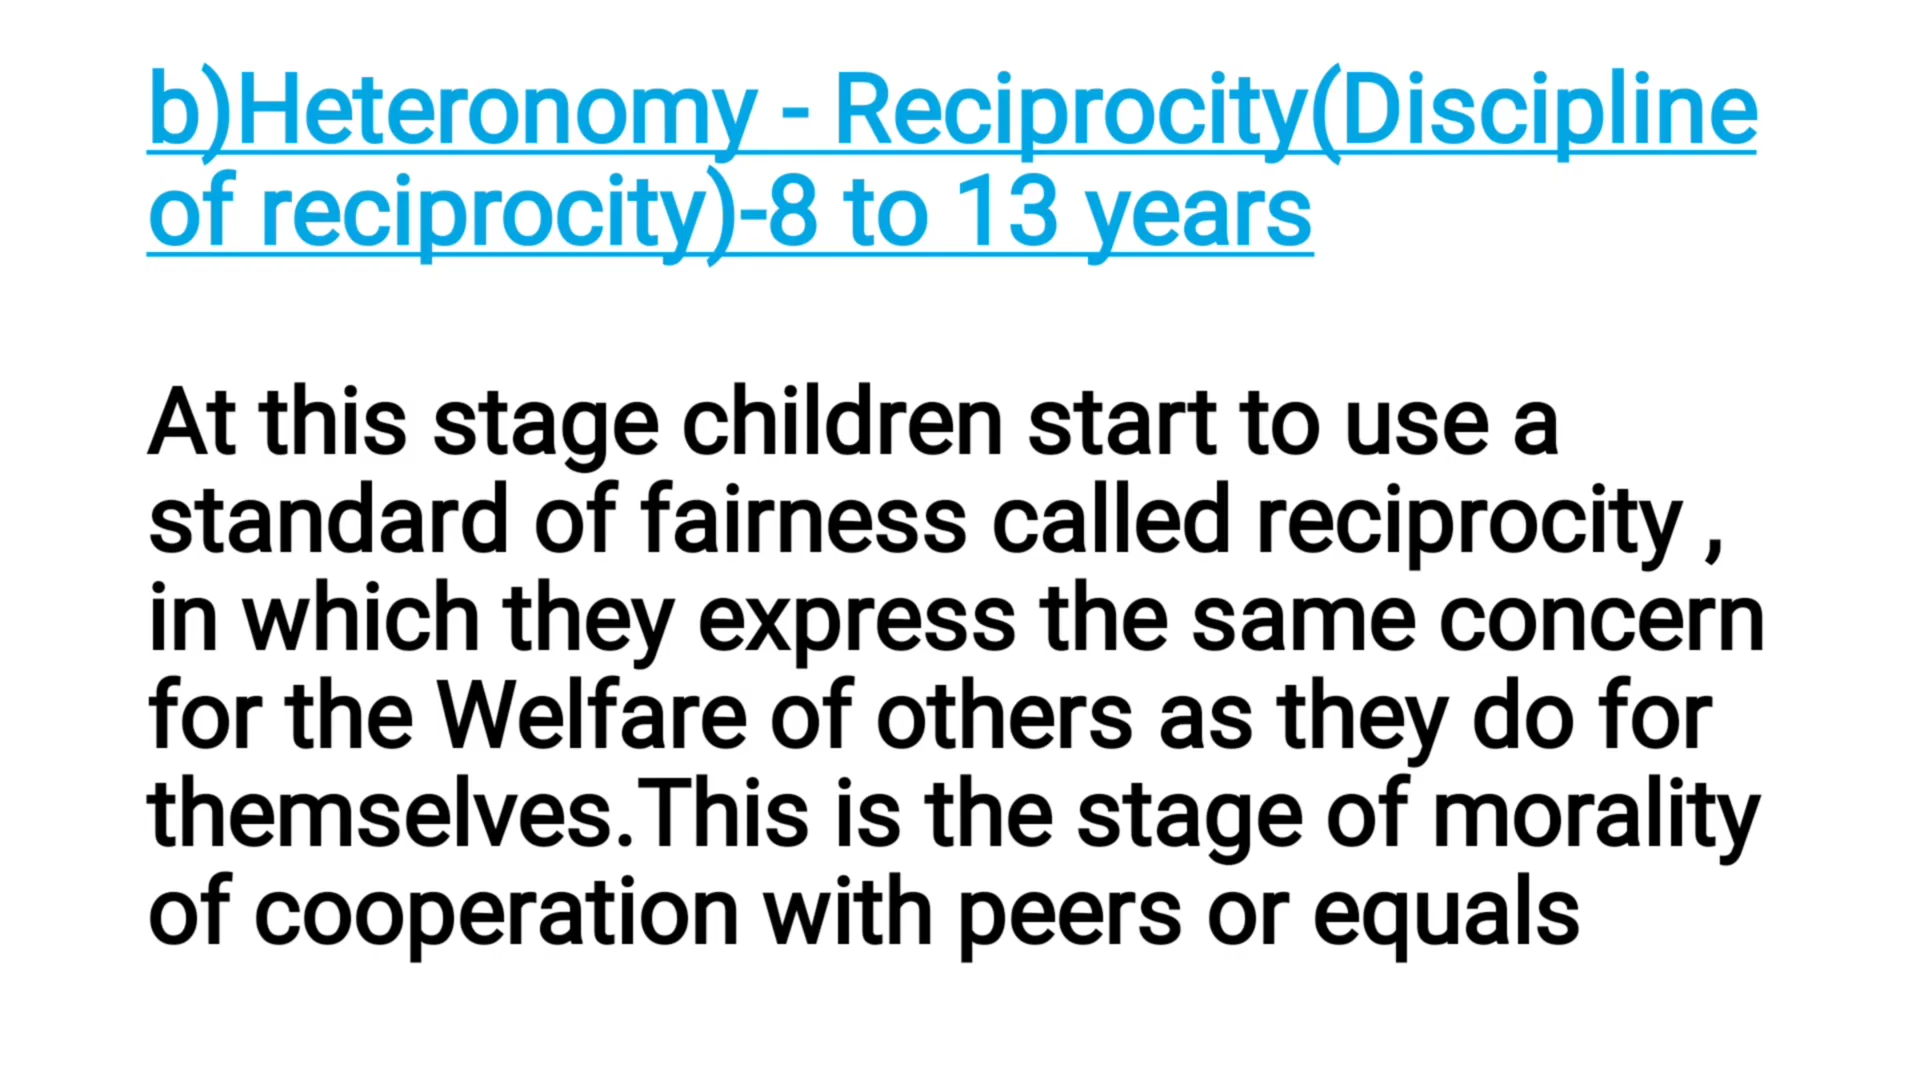 b)Heteronomy - Reciprocity(Discipline
of reciprocity)-8 to 13 years
At this stage children start to use a
standard of fairness called reciprocity ,
in which they express the same concern
for the Welfare of others as they do for
themselves.This is the stage of morality
of cooperation with peers or equals